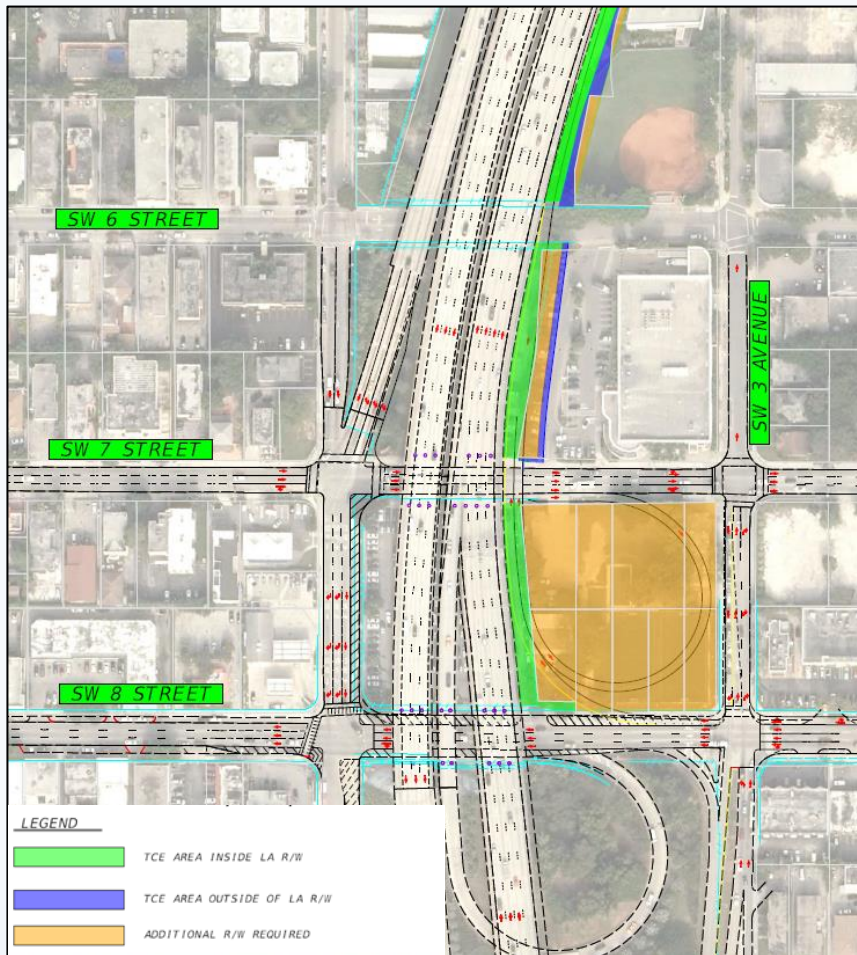 SW 6 STREET
SW 3 AVENUE
SW 7 STREET
SW 8 STREET
LEGEND
TCE AREA INSIDE LA R/W
TCE AREA OUTSIDE OF LA R/W
ADDITIONAL R/W REQUIRED